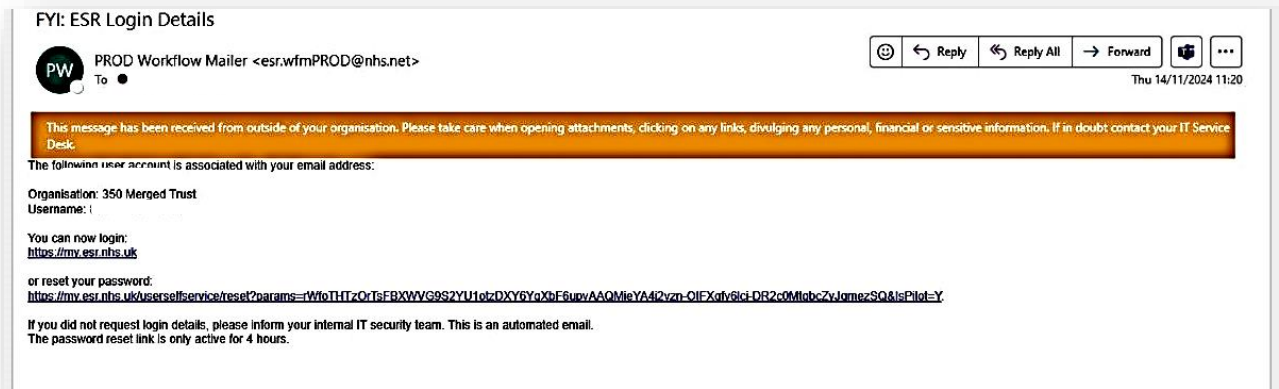 FYI: ESR Login Details
PW
PROD Workflow Mailer <esr.wfmPROD@nhs.net>
To
Reply
Reply All
Forward
Thu 14/11/2024 11:20
This message has been received from outside of your organisation. Please take care when opening attachments, clicking on any links, divulging any personal, financial or sensitive information. If in doubt contact your IT Service
Desk.
The following user account is associated with your email address:
Organisation: 350 Merged Trust
Username:
You can now login:
https://my.esr.nhs.uk
or reset your password:
If you did not request login details, please inform your internal IT security team. This is an automated email.
The password reset link is only active for 4 hours.